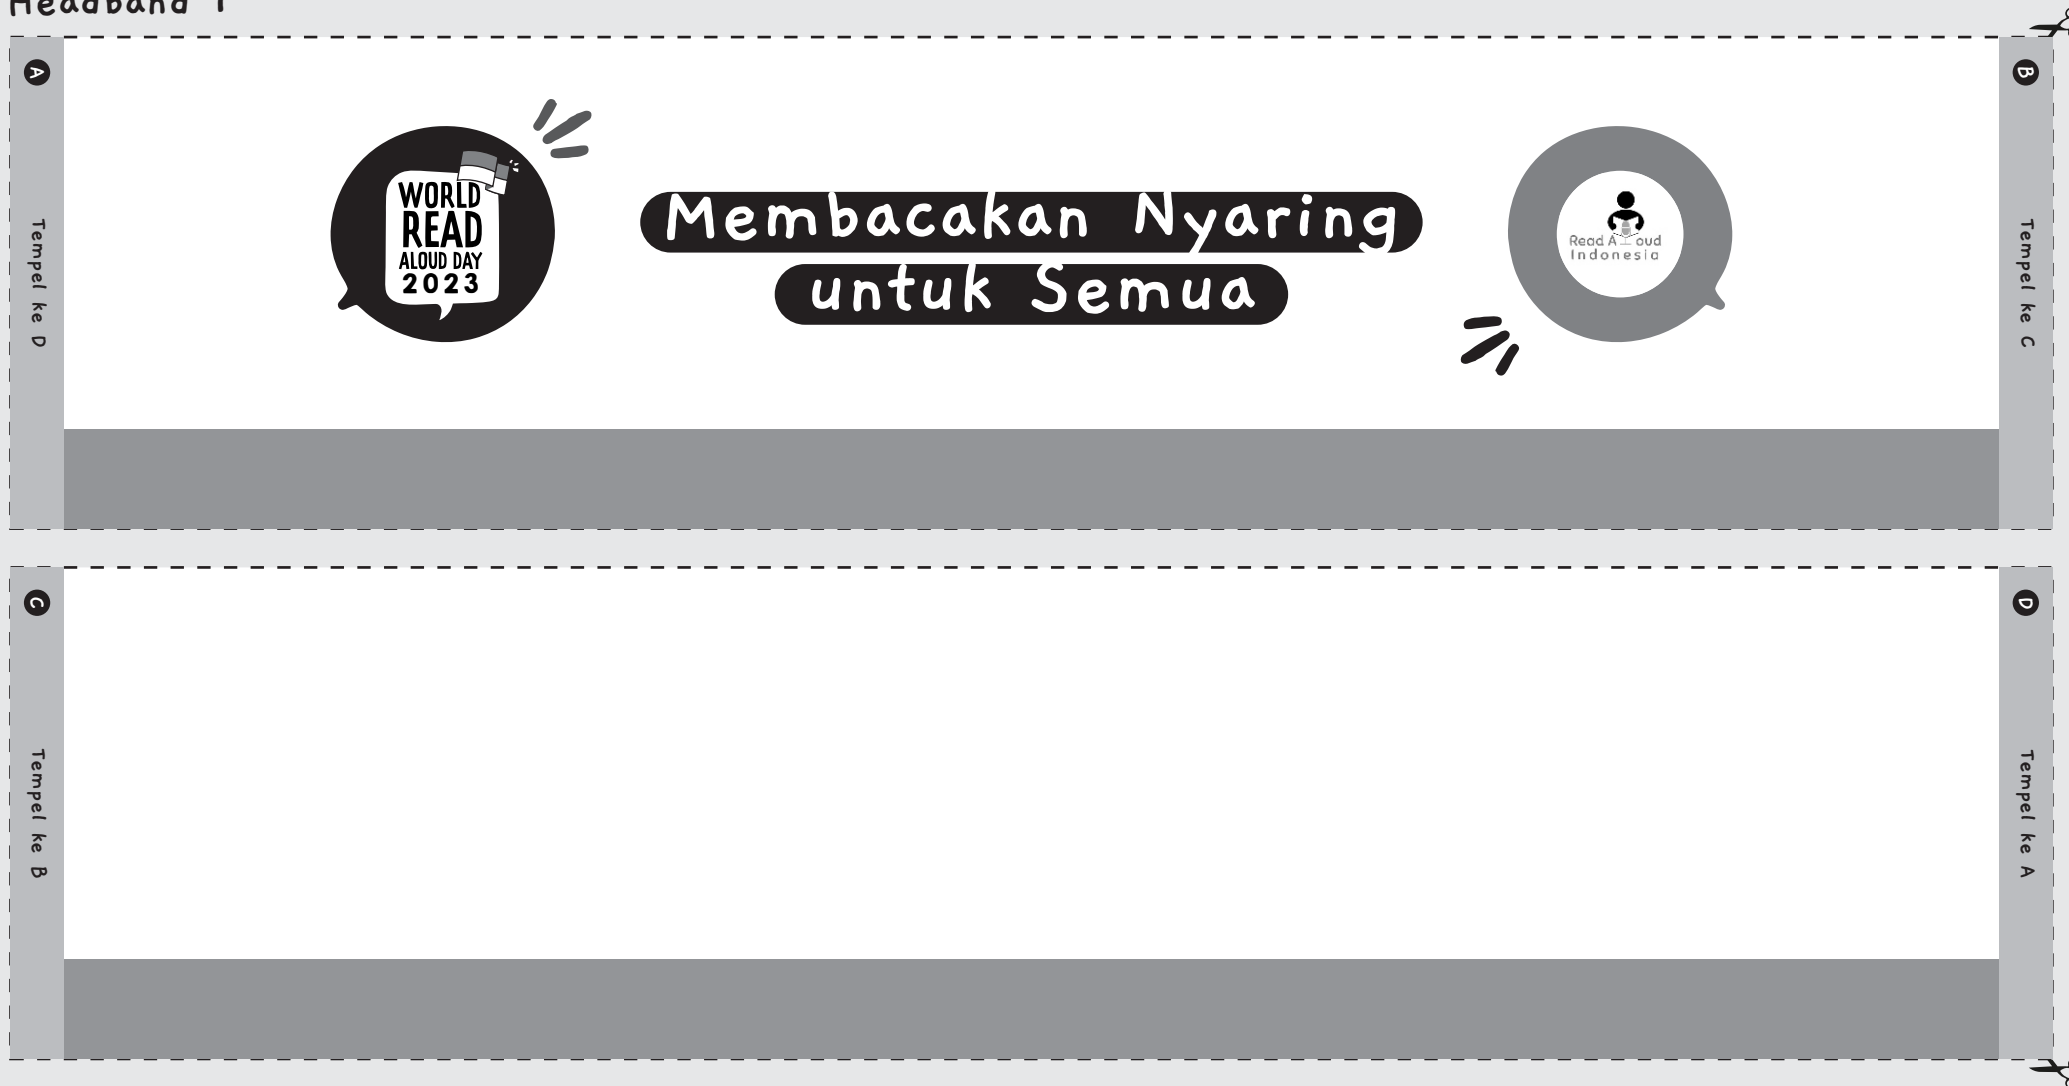 Headband 1
A
Tempel ke D
WORLD
READ
ALOUD DAY
2023
Membacakan Nyaring
untuk Semua
Read Aloud
Indonesia
B
Tempel ke C
C
Tempel ke B
D
Tempel ke A